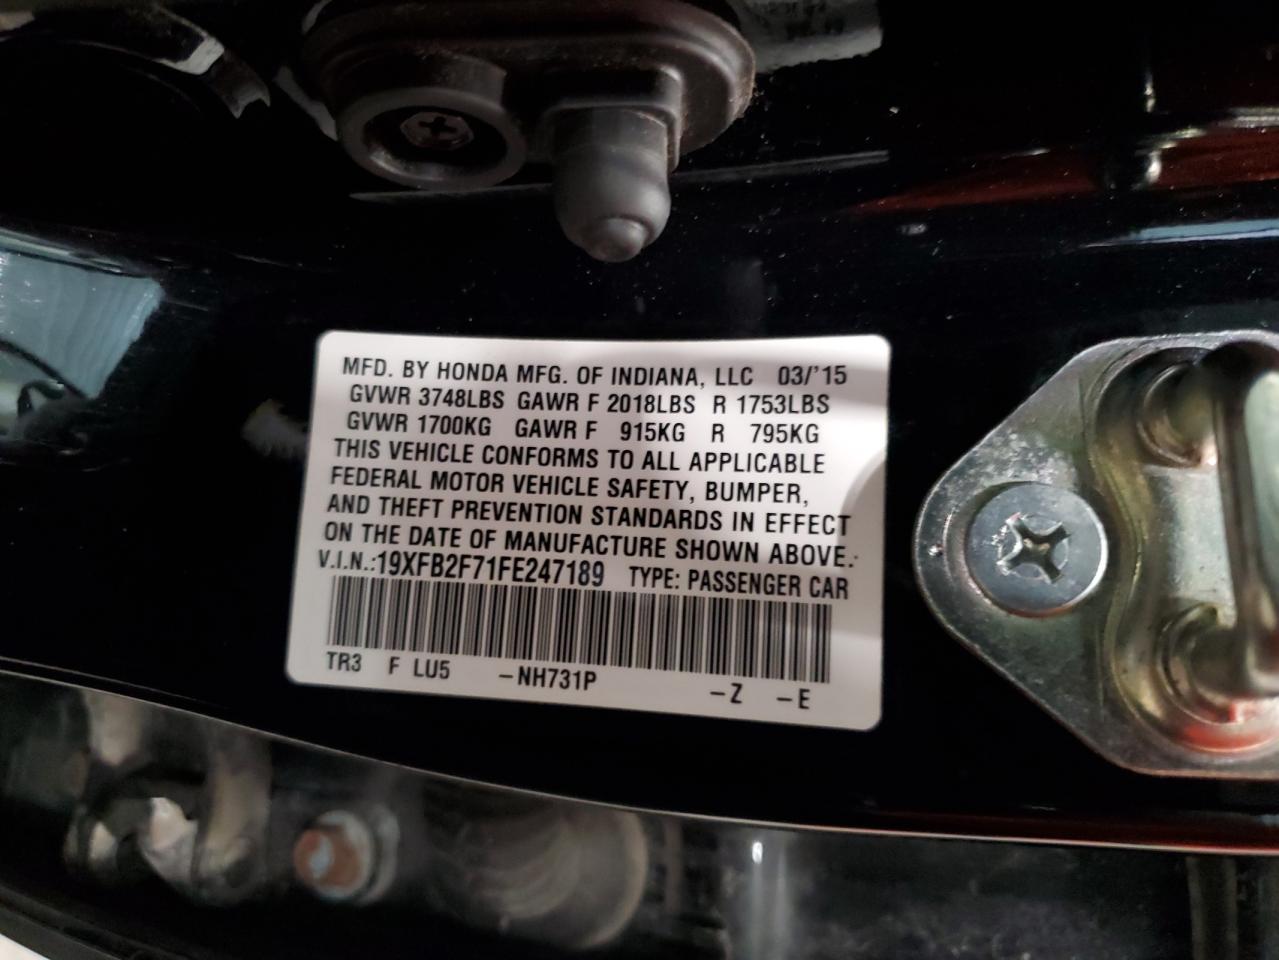 MFD. BY HONDA MFG. OF INDIANA, LLC 03/'15
GVWR 3748LBS GAWR F 2018LBS R 1753LBS
GVWR 1700KG GAWR F 915KG R 795KG
THIS VEHICLE CONFORMS TO ALL APPLICABLE
FEDERAL MOTOR VEHICLE SAFETY, BUMPER,
AND THEFT PREVENTION STANDARDS IN EFFECT
ON THE DATE OF MANUFACTURE SHOWN ABOVE.
V.I.N.:19XFB2F71FE247189 TYPE: PASSENGER CAR
TR3 F LU5 -NH731P -Z -E